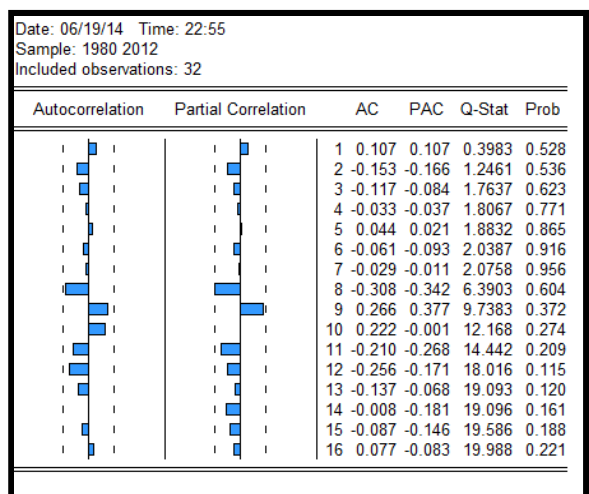 Date: 06/19/14 Time: 22:55
Sample: 1980 2012
Included observations: 32
Autocorrelation Partial Correlation AC PAC Q-Stat Prob
1 0.107 0.107 0.3983 0.528
2 -0.153 -0.166 1.2461 0.536
3 -0.117 -0.084 1.7637 0.623
4 -0.033 -0.037 1.8067 0.771
5 0.044 0.021 1.8832 0.865
6 -0.061 -0.093 2.0387 0.916
7 -0.029 -0.011 2.0758 0.956
8 -0.308 -0.342 6.3903 0.604
9 0.266 0.377 9.7383 0.372
10 0.222 -0.001 12.168 0.274
11 -0.210 -0.268 14.442 0.209
12 -0.256 -0.171 18.016 0.115
13 -0.137 -0.068 19.093 0.120
14 -0.008 -0.181 19.096 0.161
15 -0.087 -0.146 19.586 0.188
16 0.077 -0.083 19.988 0.221